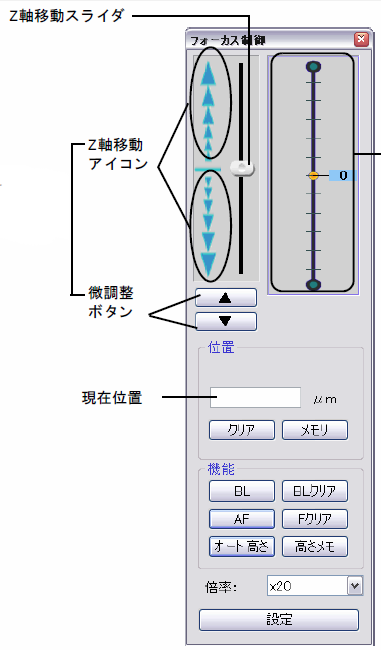 Z軸移動スライダ
フォーカス制御
Z軸移動
アイコン
0
微調整
ボタン
位置
現在位置
μm
クリア メモリ
機能
BL BLクリア
AF Fクリア
オート高さ 高さメモ
倍率: x20
設定